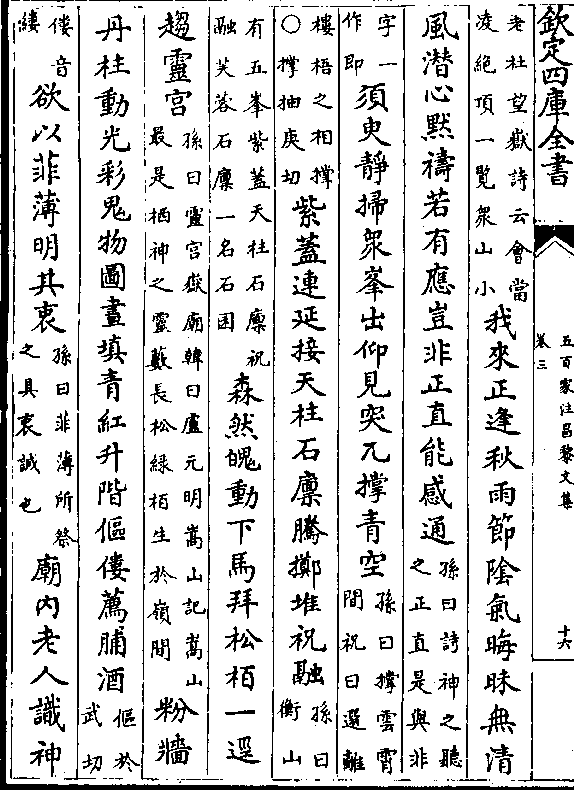 欽定四庫全書
五百家注昌黎文集
卷三
十六
老杜望嶽詩云會當
凌絕頂一覽衆山小
我來正逢秋雨節陰氣晦昧無清
風潛心默禱若有應豈非正直能感通
孫曰詩神之聽
之正直是與非
字一
作即
須臾靜掃衆峯出仰見突兀撑青空
孫曰撑雲霄
間祝曰選離
樓梧之相撑
○撑抽庚切
紫蓋連延接天柱石廪騰擲堆祝融
孫曰
衡山
有五峯紫蓋天柱石廪祝
融芙蓉石廪一名石囷
森然魄動下馬拜松栢一逕
趨靈宫
孫曰靈宫嶽廟韓曰盧元明嵩山記嵩山
最是栖神之靈藪長松緑栢生於嶺間
粉牆
丹柱動光彩鬼物圖畫填青紅升階傴僂薦脯酒
傴於
武切
僂音
縷
欲以菲薄明其衷
孫曰菲薄所祭
之具衷誠也
廟内老人識神